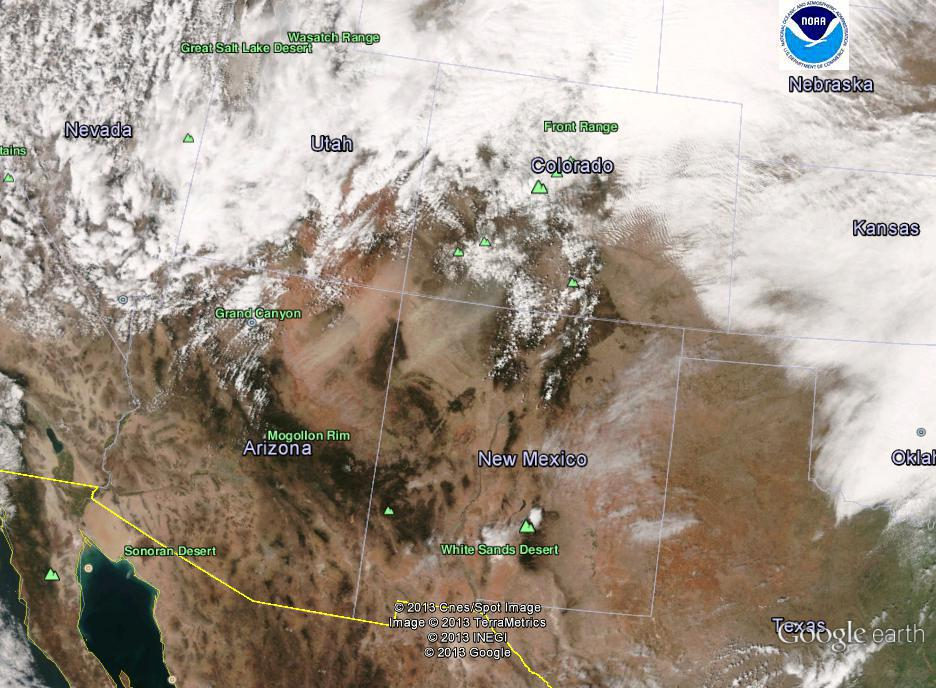 Wasatch Range
Great Salt Lake Desert
NOAA
Nebraska
Nevada
Utah
Front Range
tains
Colorado
Kansas
Grand Canyon
Mogollon Rim
Arizona
New Mexico
Oklah
White Sands Desert
Sonoran Desert
© 2013 Cnes/Spot Image
Image © 2013 TerraMetrics
© 2013 INEGI
© 2013 Google
Texas
Google earth